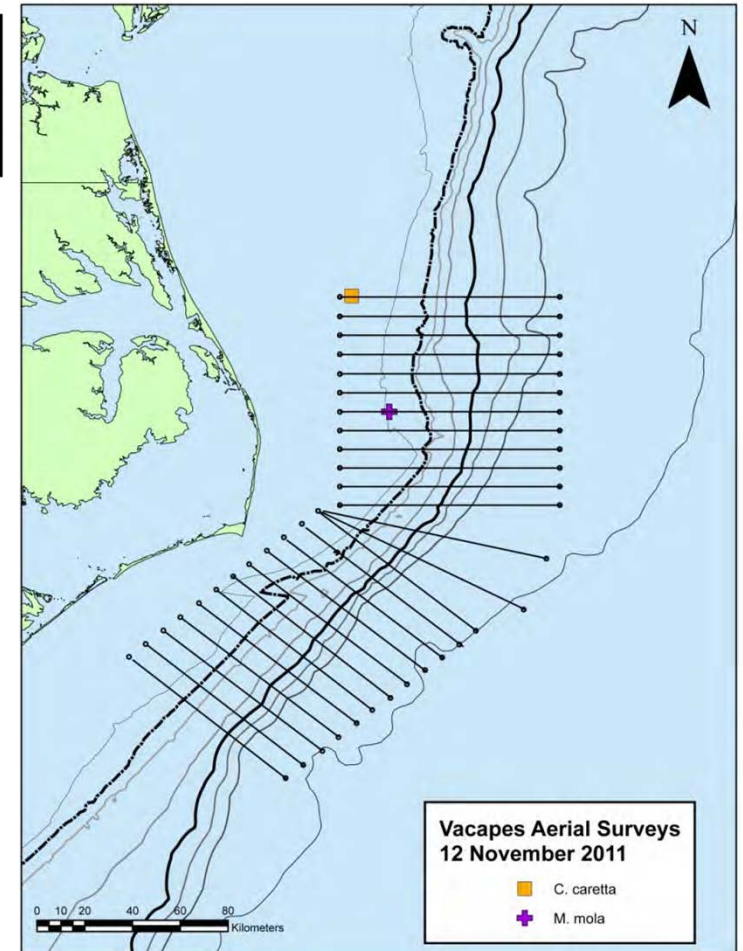 N
Vacapes Aerial Surveys
12 November 2011
C. caretta
M. mola
0 10 20 40 60 80
Kilometers